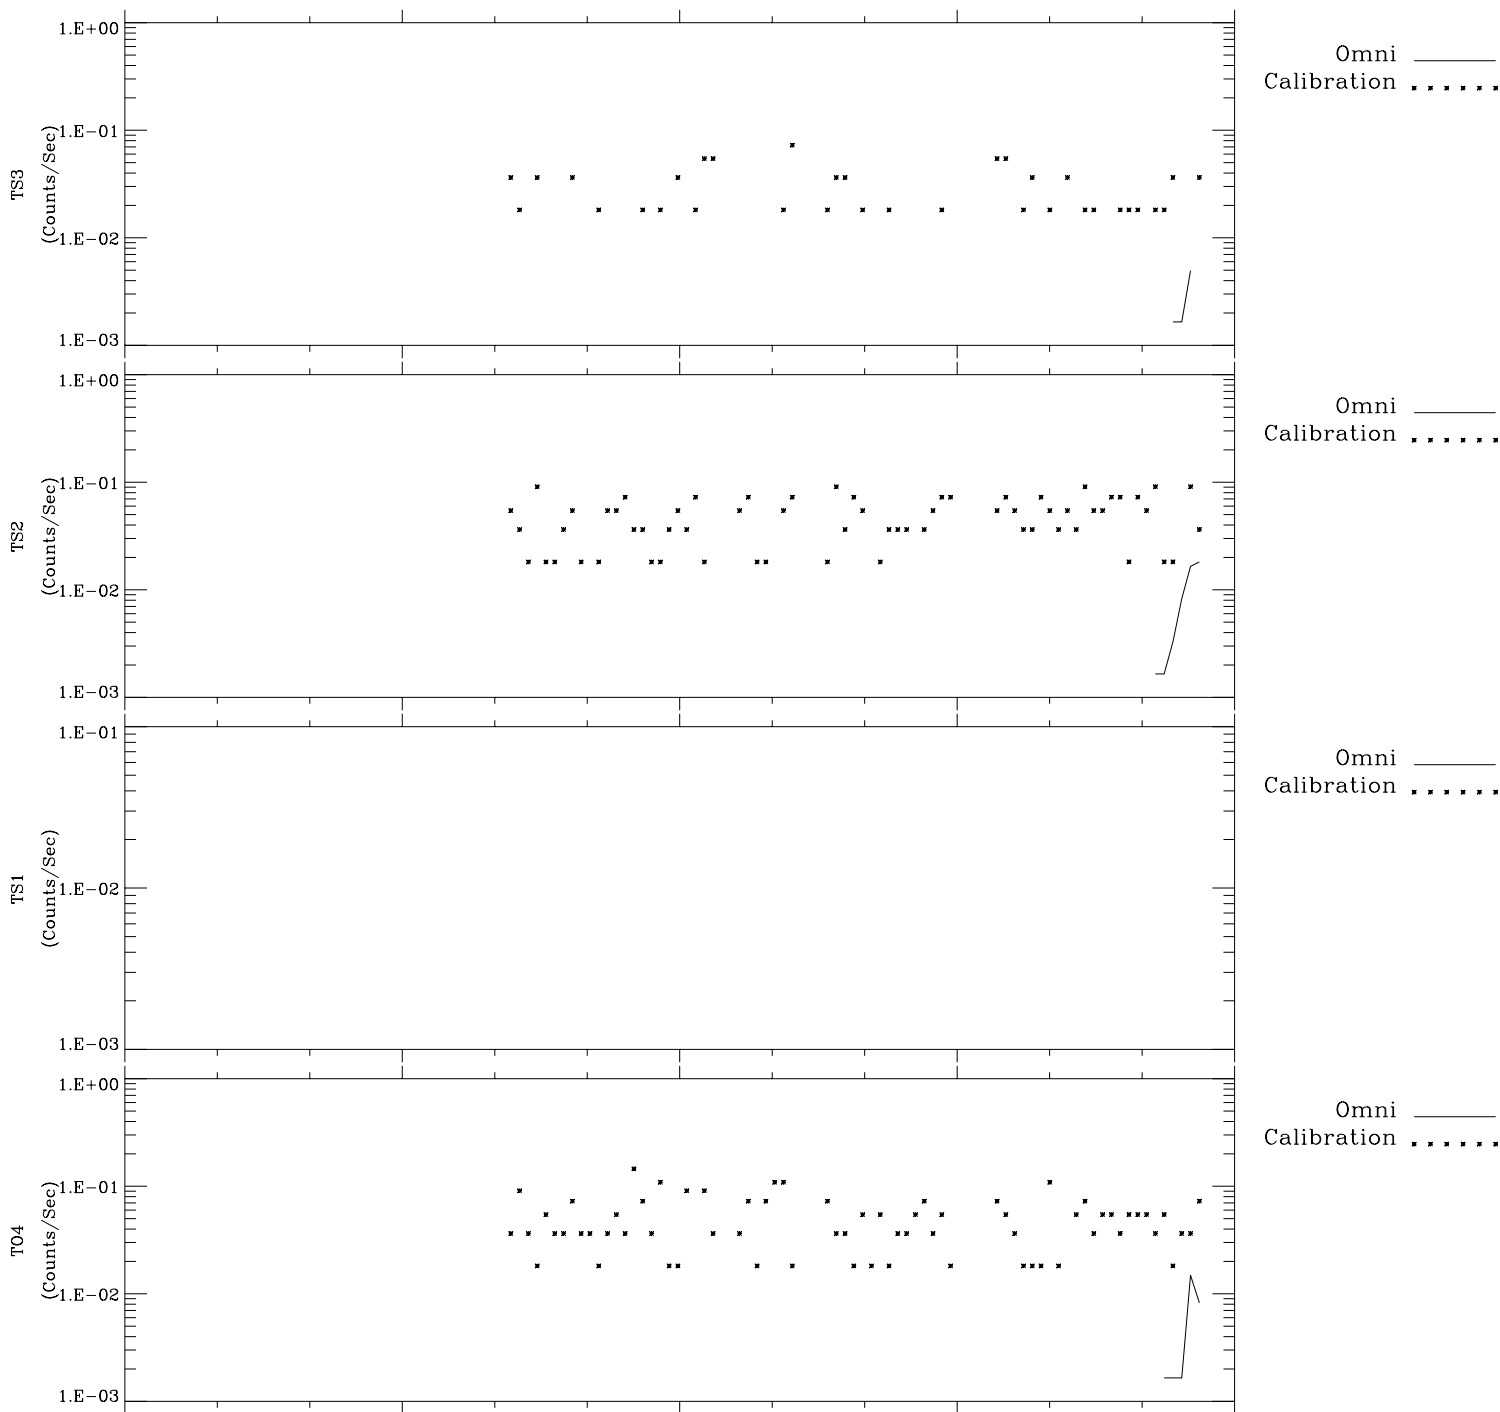 1.E+00
1.E-01
1.E-02
1.E-03
TS3
(Counts/Sec)
Omni
Calibration
1.E+00
1.E-01
1.E-02
1.E-03
TS2
(Counts/Sec)
Omni
Calibration
1.E-01
1.E-02
1.E-03
TS1
(Counts/Sec)
Omni
Calibration
1.E+00
1.E-01
1.E-02
1.E-03
TO4
(Counts/Sec)
Omni
Calibration